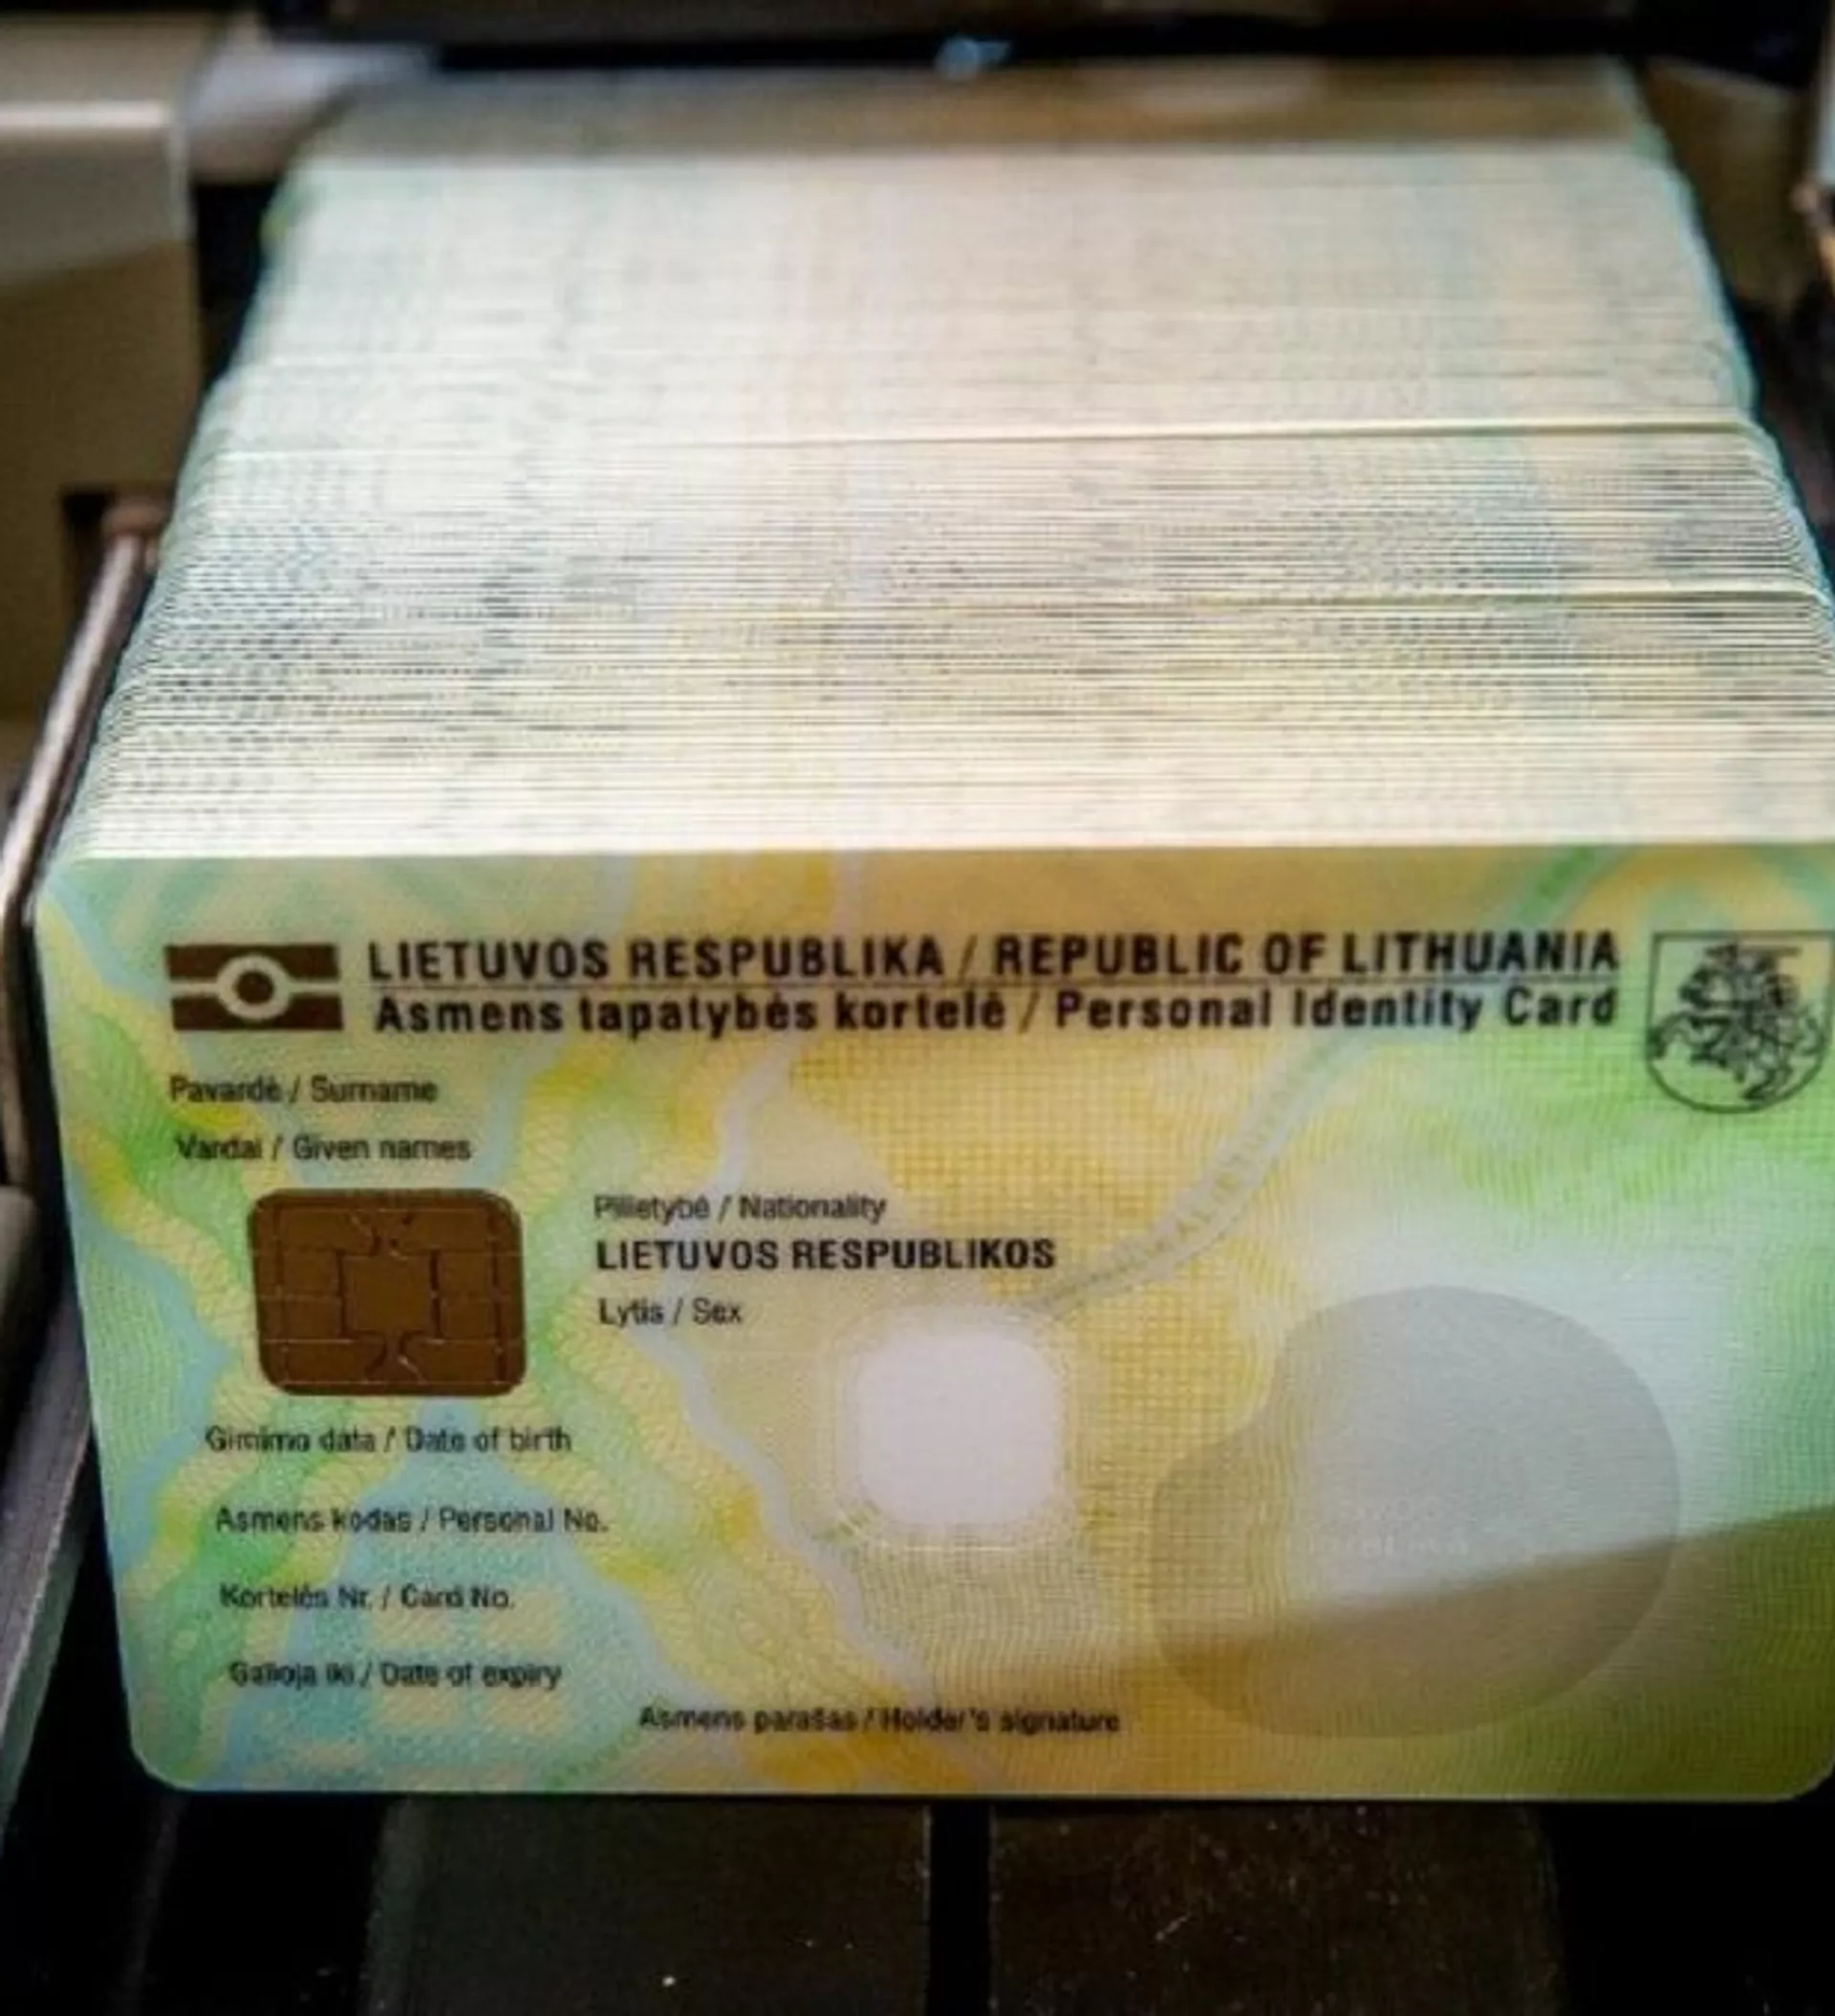 LIETUVOS RESPUBLIKA / REPUBLIC OF LITHUANIA
Asmens tapatybės kortelė / Personal Identity Card
Pavardė / Surname
Vardai / Given names
Pilietybė / Nationality
LIETUVOS RESPUBLIKOS
Lytis / Sex
Gimimo data / Date of birth
Asmens kodas / Personal No.
Kortelės Nr. / Card No.
Galioja iki / Date of expiry
Asmens parašas / Holder's signature